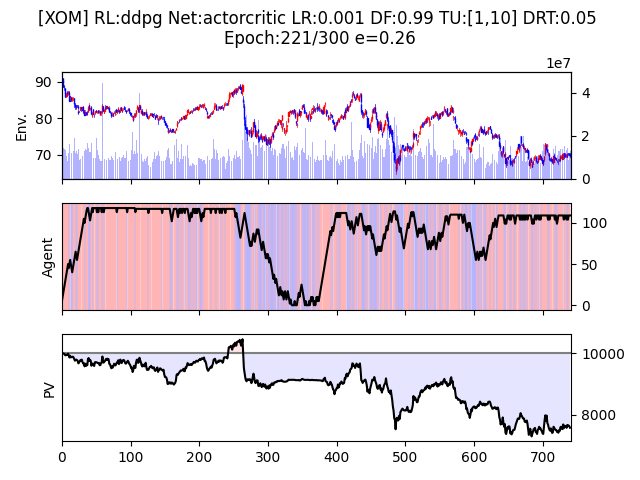 [XOM] RL:ddpg Net:actorcritic LR:0.001 DF:0.99 TU:[1,10] DRT:0.05
Epoch:221/300 e=0.26
1e7
90
80
70
Env.
4
2
0
Agent
100
50
0
PV
10000
8000
0 100 200 300 400 500 600 700